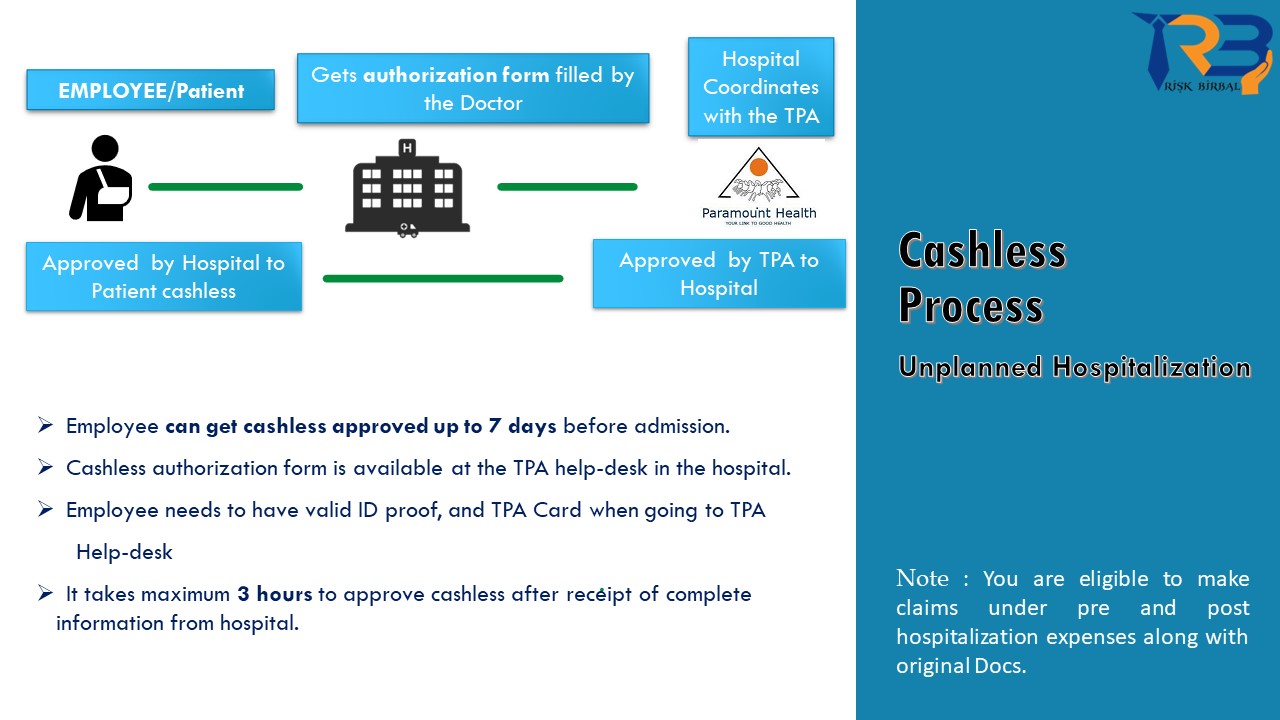 EMPLOYEE/Patient
Gets authorization form filled by
the Doctor
Hospital
Coordinates
with the TPA
H
Paramount Health
YOUR LINK TO GOOD HEALTH
Approved by Hospital to
Patient cashless
Approved by TPA to
Hospital
Employee can get cashless approved up to 7 days before admission.
Cashless authorization form is available at the TPA help-desk in the hospital.
Employee needs to have valid ID proof, and TPA Card when going to TPA
Help-desk
It takes maximum 3 hours to approve cashless after receipt of complete
information from hospital.
RB
RISK BIRBAL
Cashless
Process
Unplanned Hospitalization
Note : You are eligible to make
claims under pre and post
hospitalization expenses along with
original Docs.